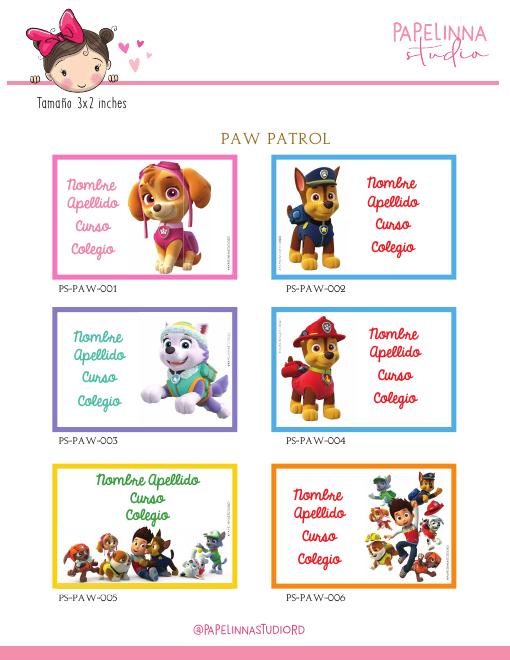 PAPELINNA
studio
Tamaño 3x2 inches
PAW PATROL
Nombre
Apellido
Curso
Colegio
PS-PAW-001
Nombre
Apellido
Curso
Colegio
PS-PAW-002
Nombre
Apellido
Curso
Colegio
PS-PAW-003
Nombre
Apellido
Curso
Colegio
PS-PAW-004
Nombre Apellido
Curso
Colegio
PS-PAW-005
Nombre
Apellido
Curso
Colegio
PS-PAW-006
@PAPELINNASTUDIORD